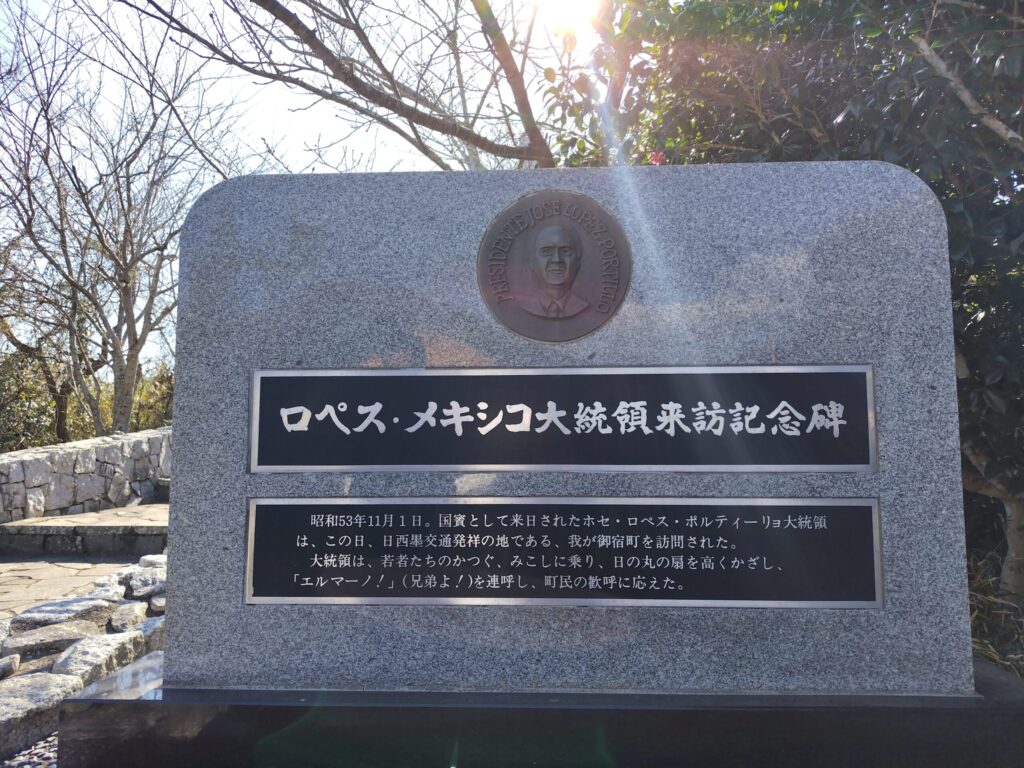 PRESIDENTE JOSE LOPEZ PORTILLO
ロペス・メキシコ大統領来訪記念碑
昭和53年11月1日。国賓として来日されたホセ・ロペス・ポルティーリョ大統領
は、この日、日西墨交通発祥の地である、我が御宿町を訪問された。
大統領は、若者たちのかつぐ、みこしに乗り、日の丸の扇を高くかざし、
「エルマーノ!」(兄弟よ!)を連呼し、町民の歓呼に応えた。